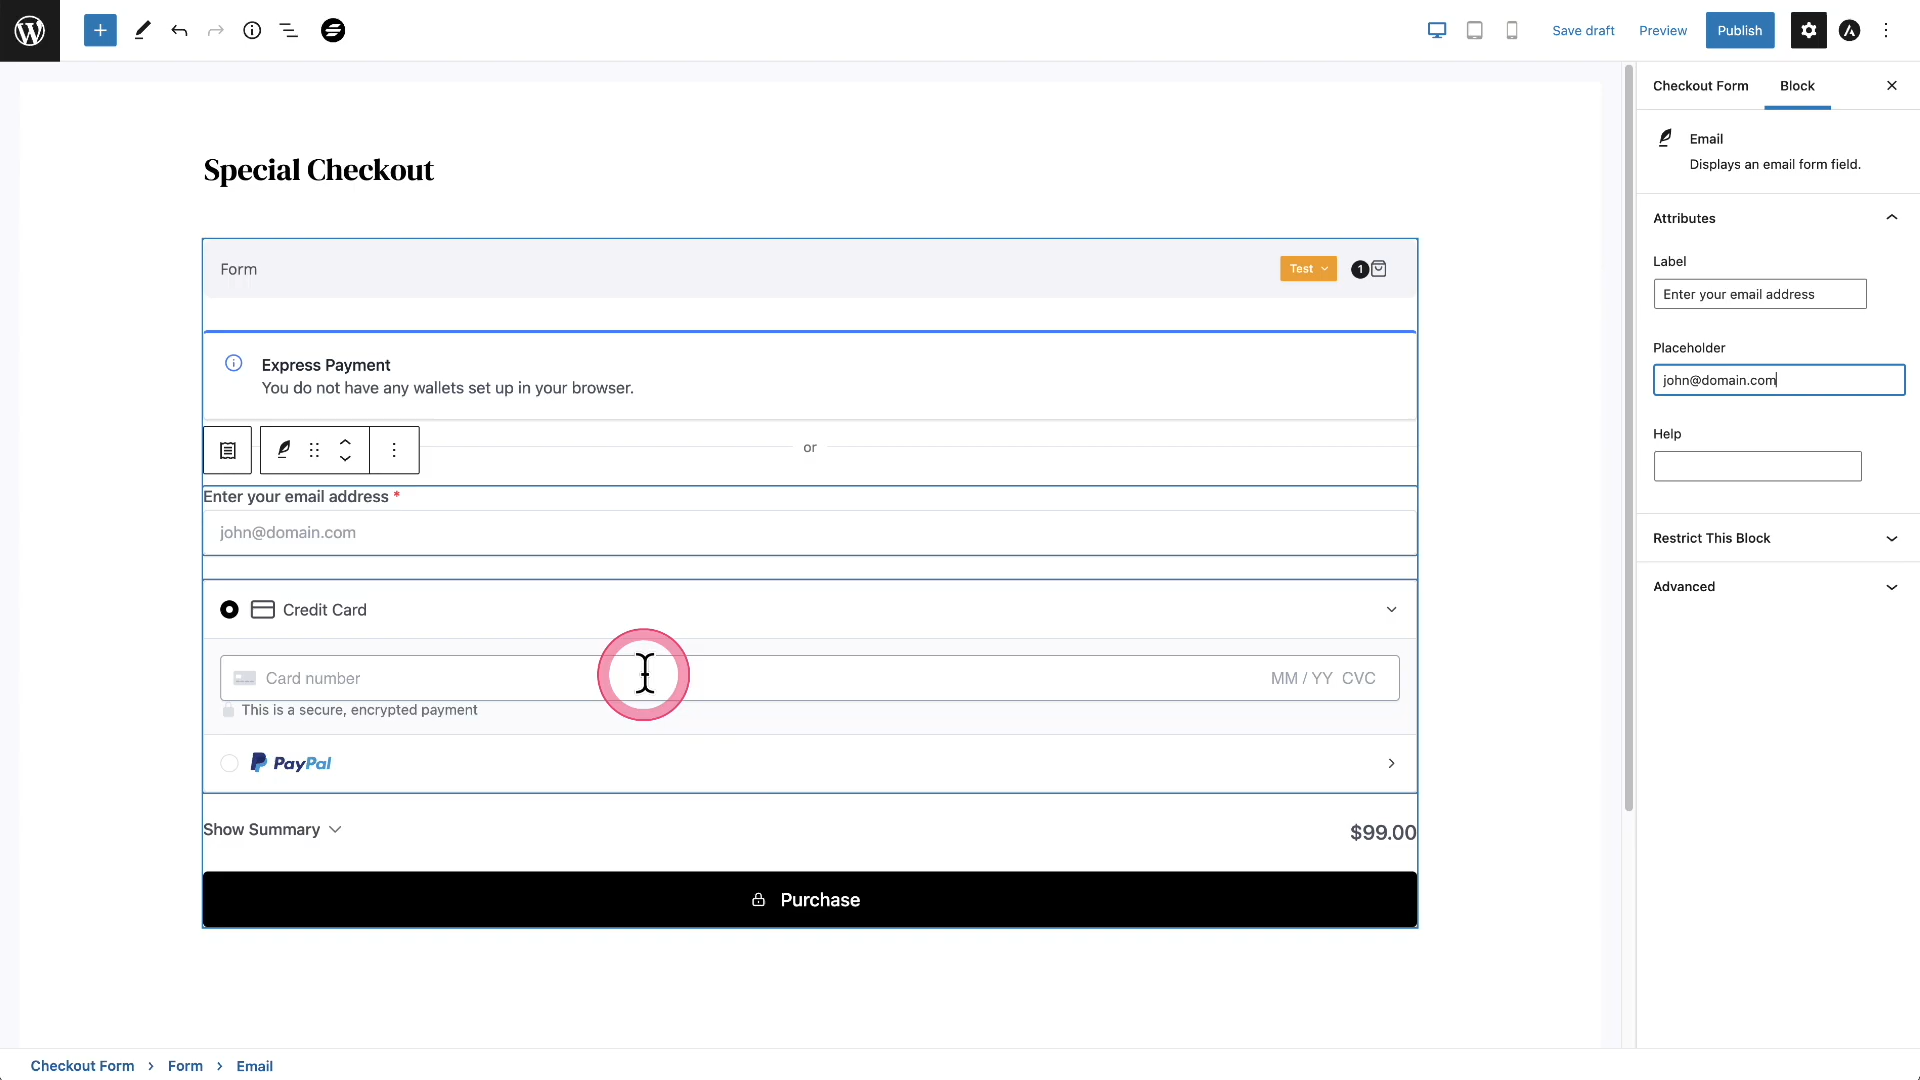 Save draft
Preview
Publish
Checkout Form
Block
Email
Displays an email form field.
Attributes
Label
Enter your email address
Placeholder
john@domain.com
Help
Restrict This Block
Advanced
Special Checkout
Form
Test
1
Express Payment
You do not have any wallets set up in your browser.
or
Enter your email address *
john@domain.com
Credit Card
Card number
MM / YY CVC
This is a secure, encrypted payment
PayPal
Show Summary
$99.00
Purchase
Checkout Form > Form > Email